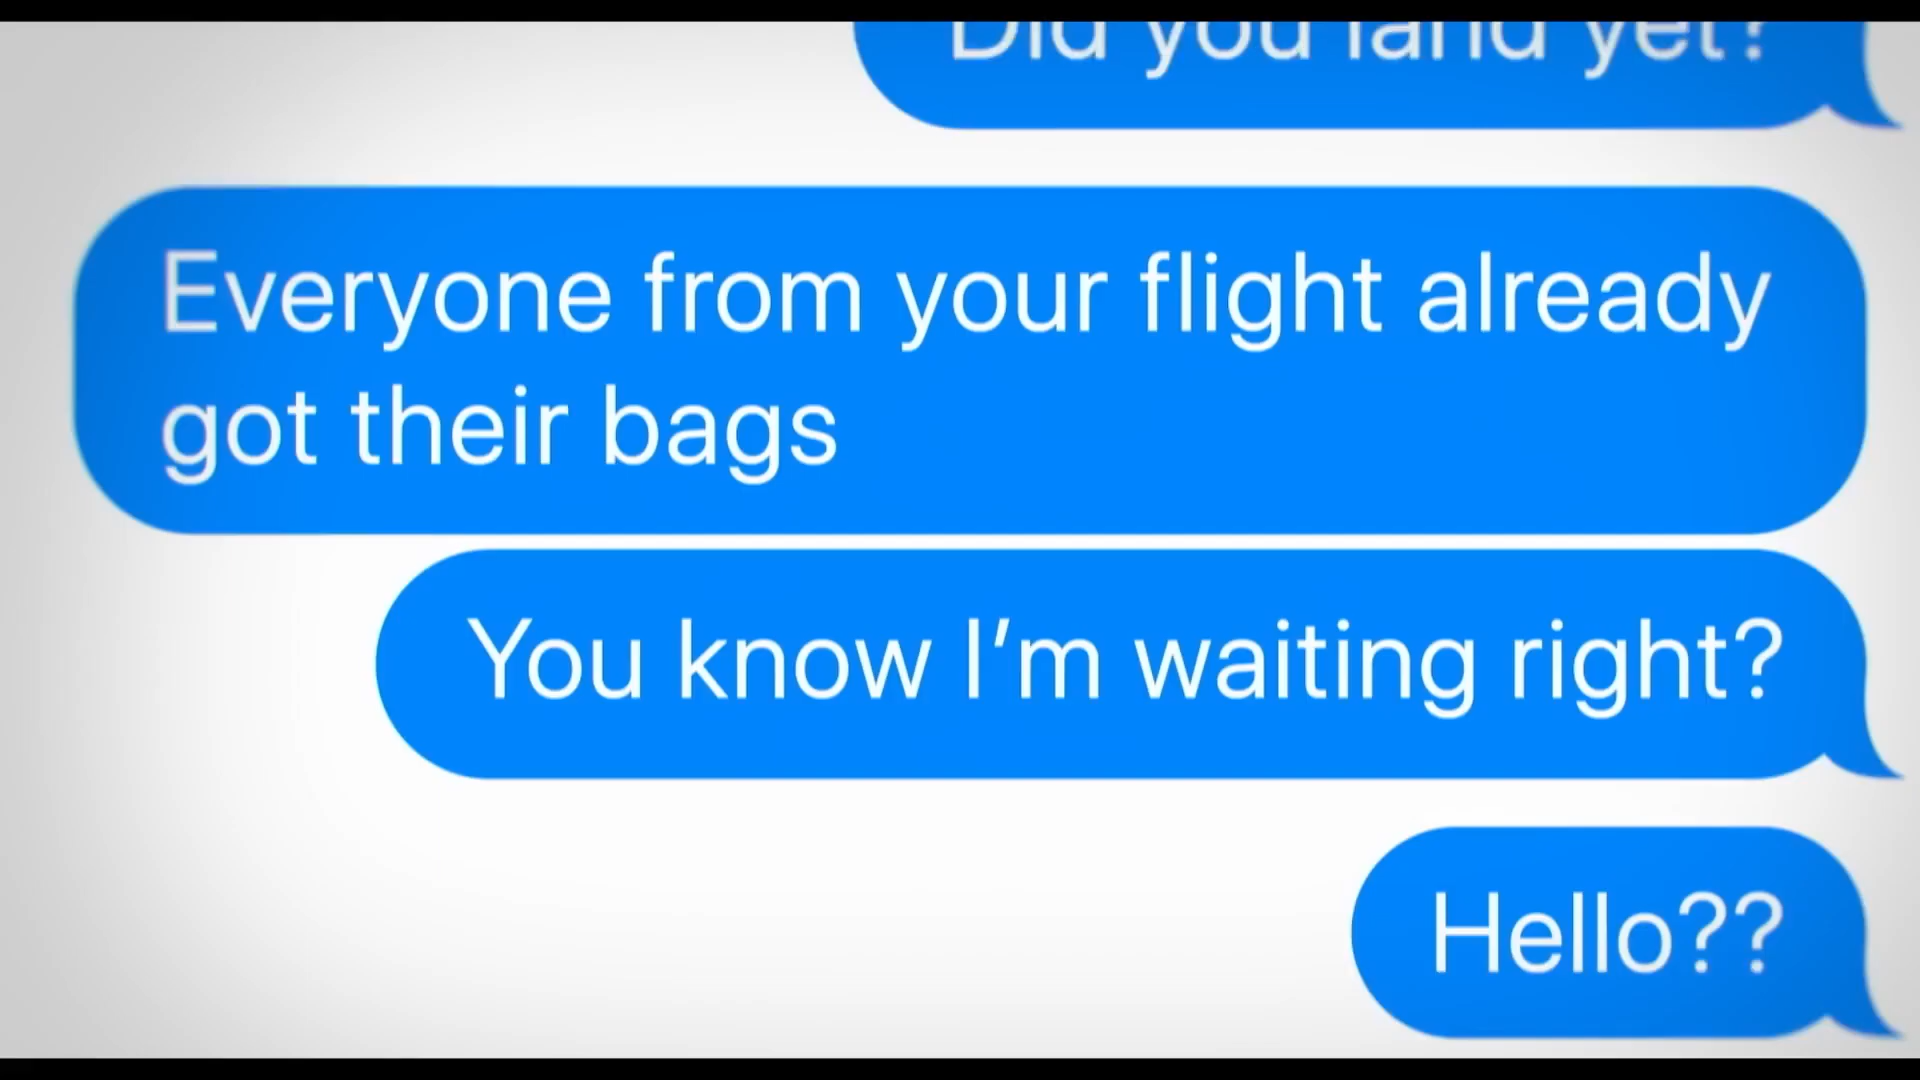 Did you land yet?
Everyone from your flight already
got their bags
You know I’m waiting right?
Hello??